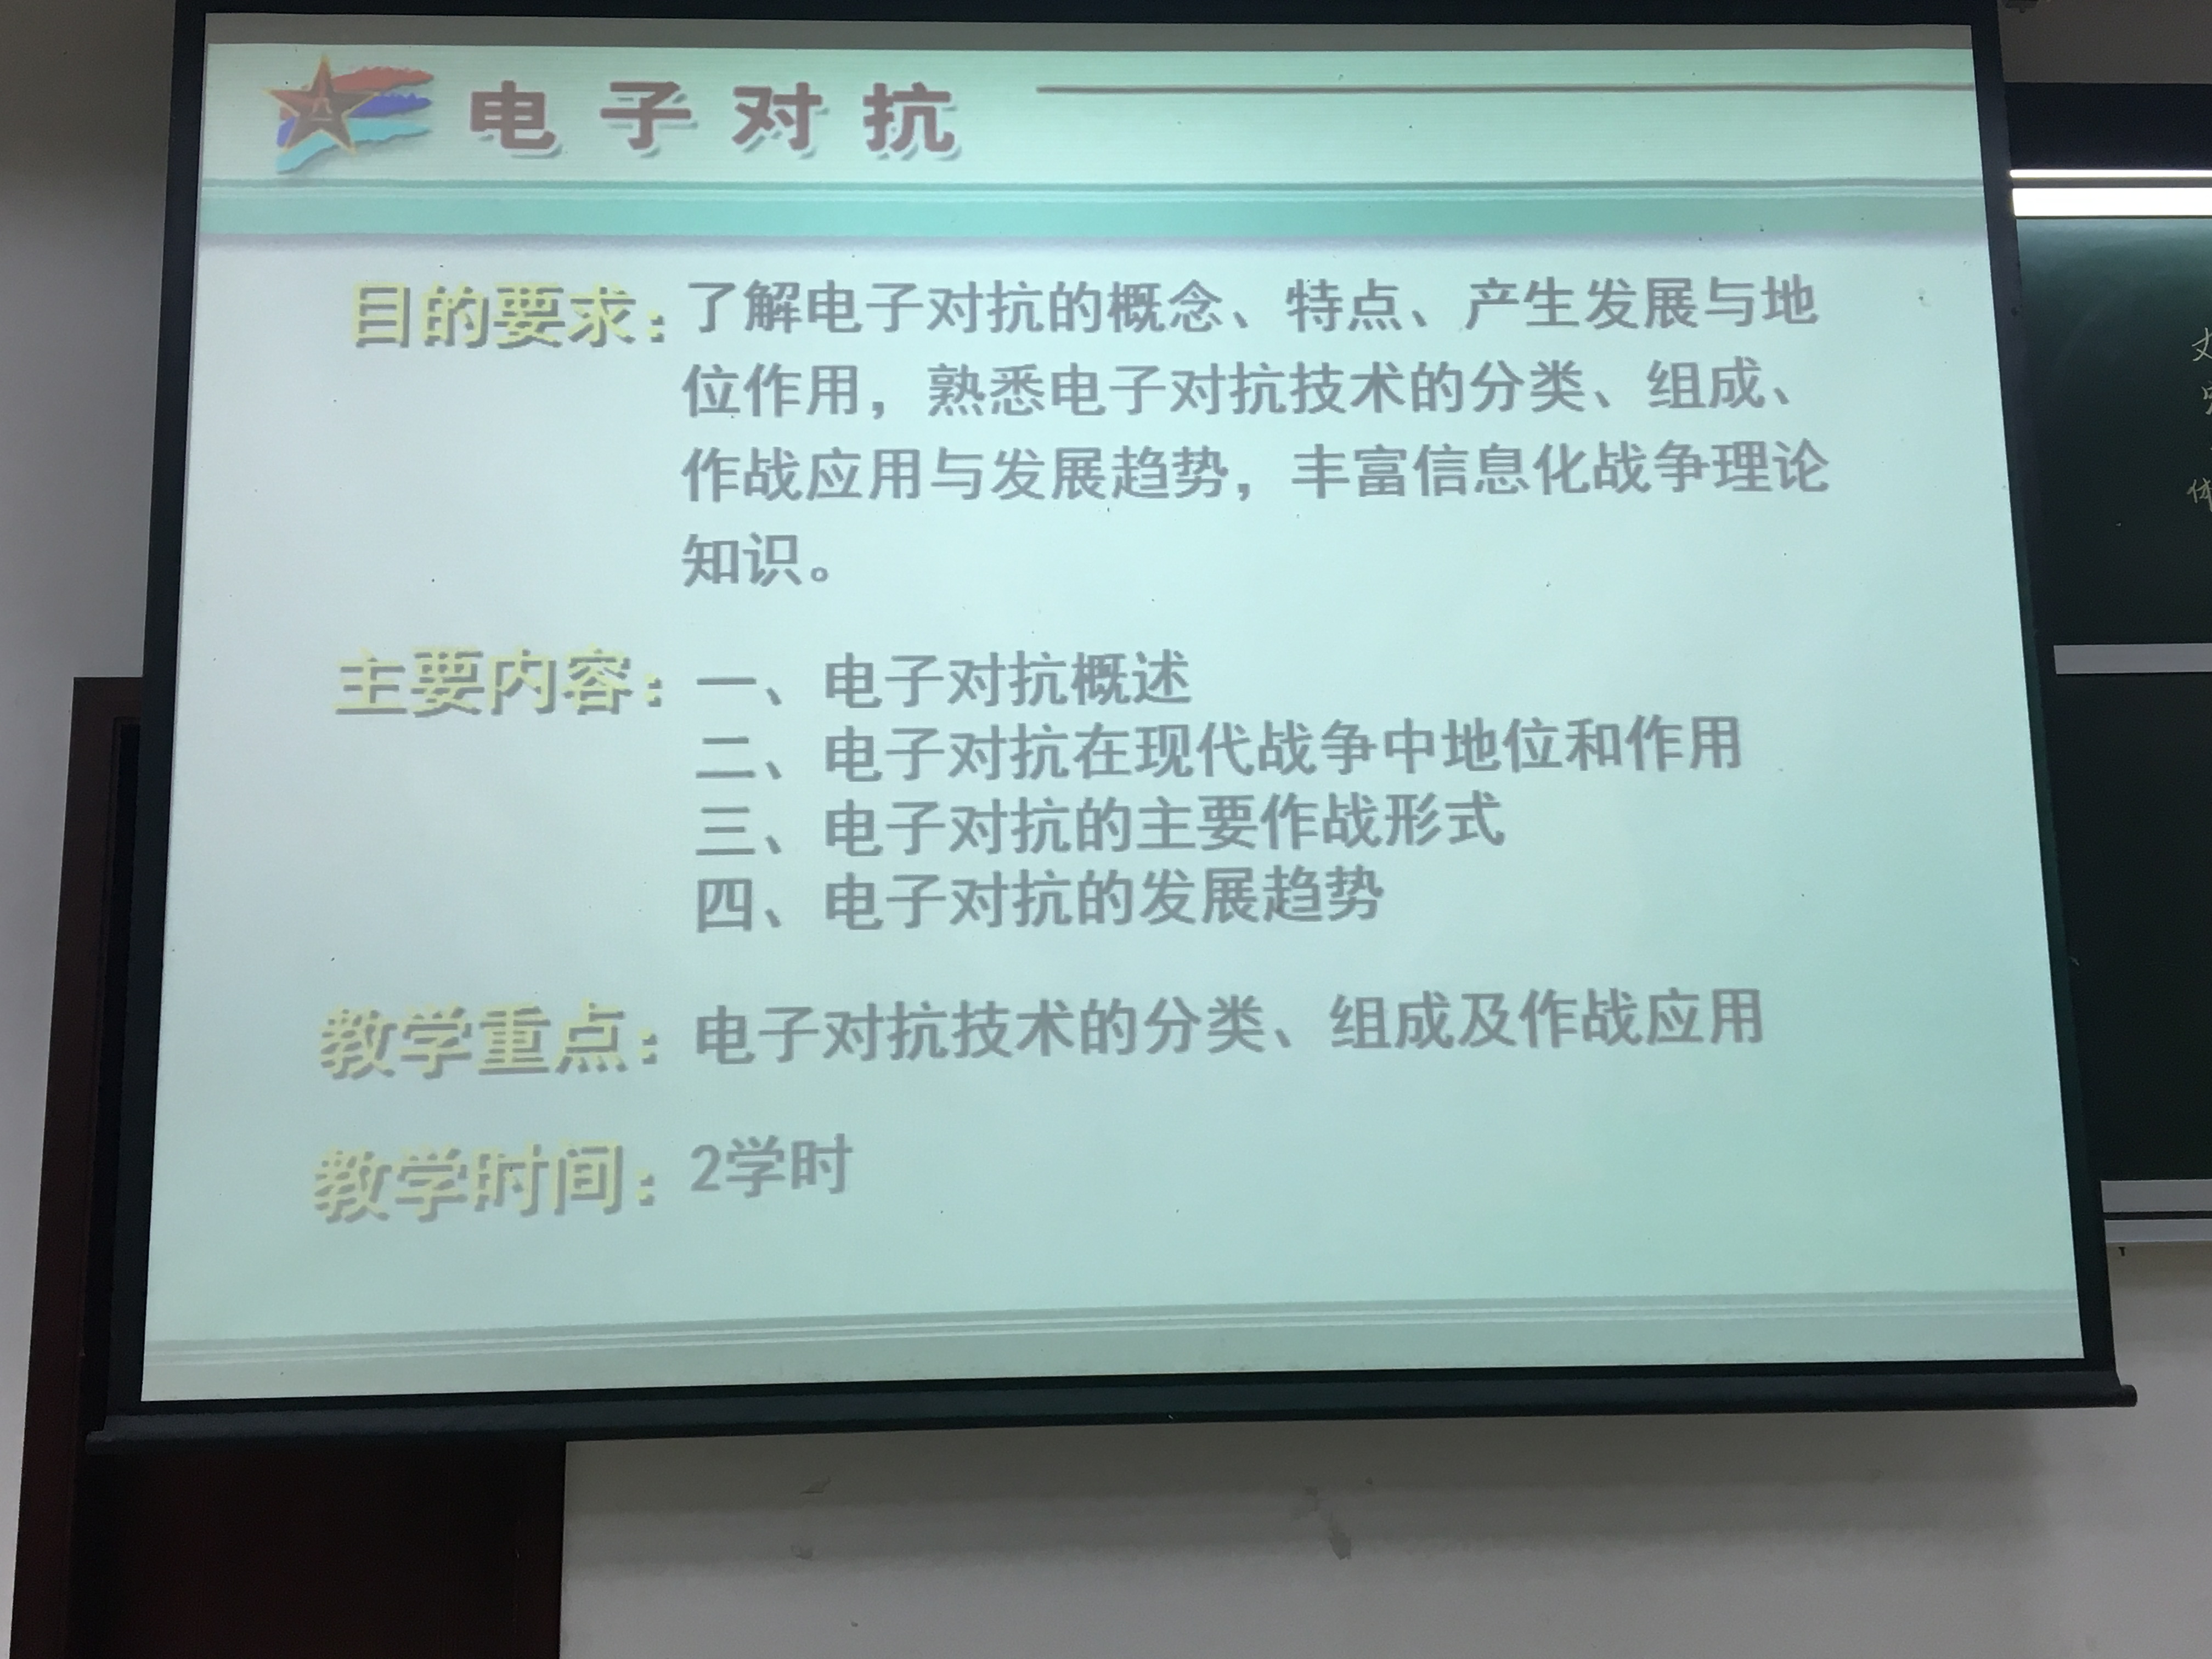 电子对抗
目的要求：了解电子对抗的概念、特点、产生发展与地
位作用，熟悉电子对抗技术的分类、组成、
作战应用与发展趋势，丰富信息化战争理论
知识。
主要内容：一、电子对抗概述
二、电子对抗在现代战争中地位和作用
三、电子对抗的主要作战形式
四、电子对抗的发展趋势
教学重点：电子对抗技术的分类、组成及作战应用
教学时间：2学时